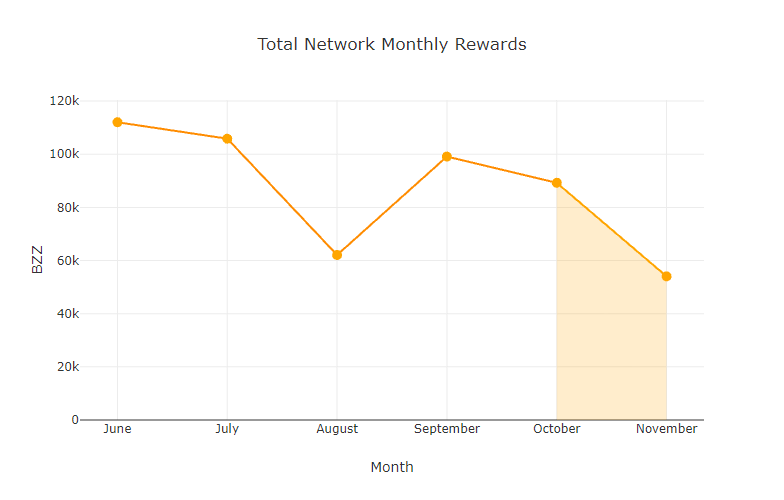 Total Network Monthly Rewards
120k
100k
80k
60k
40k
20k
0
BZZ
June July August September October November
Month